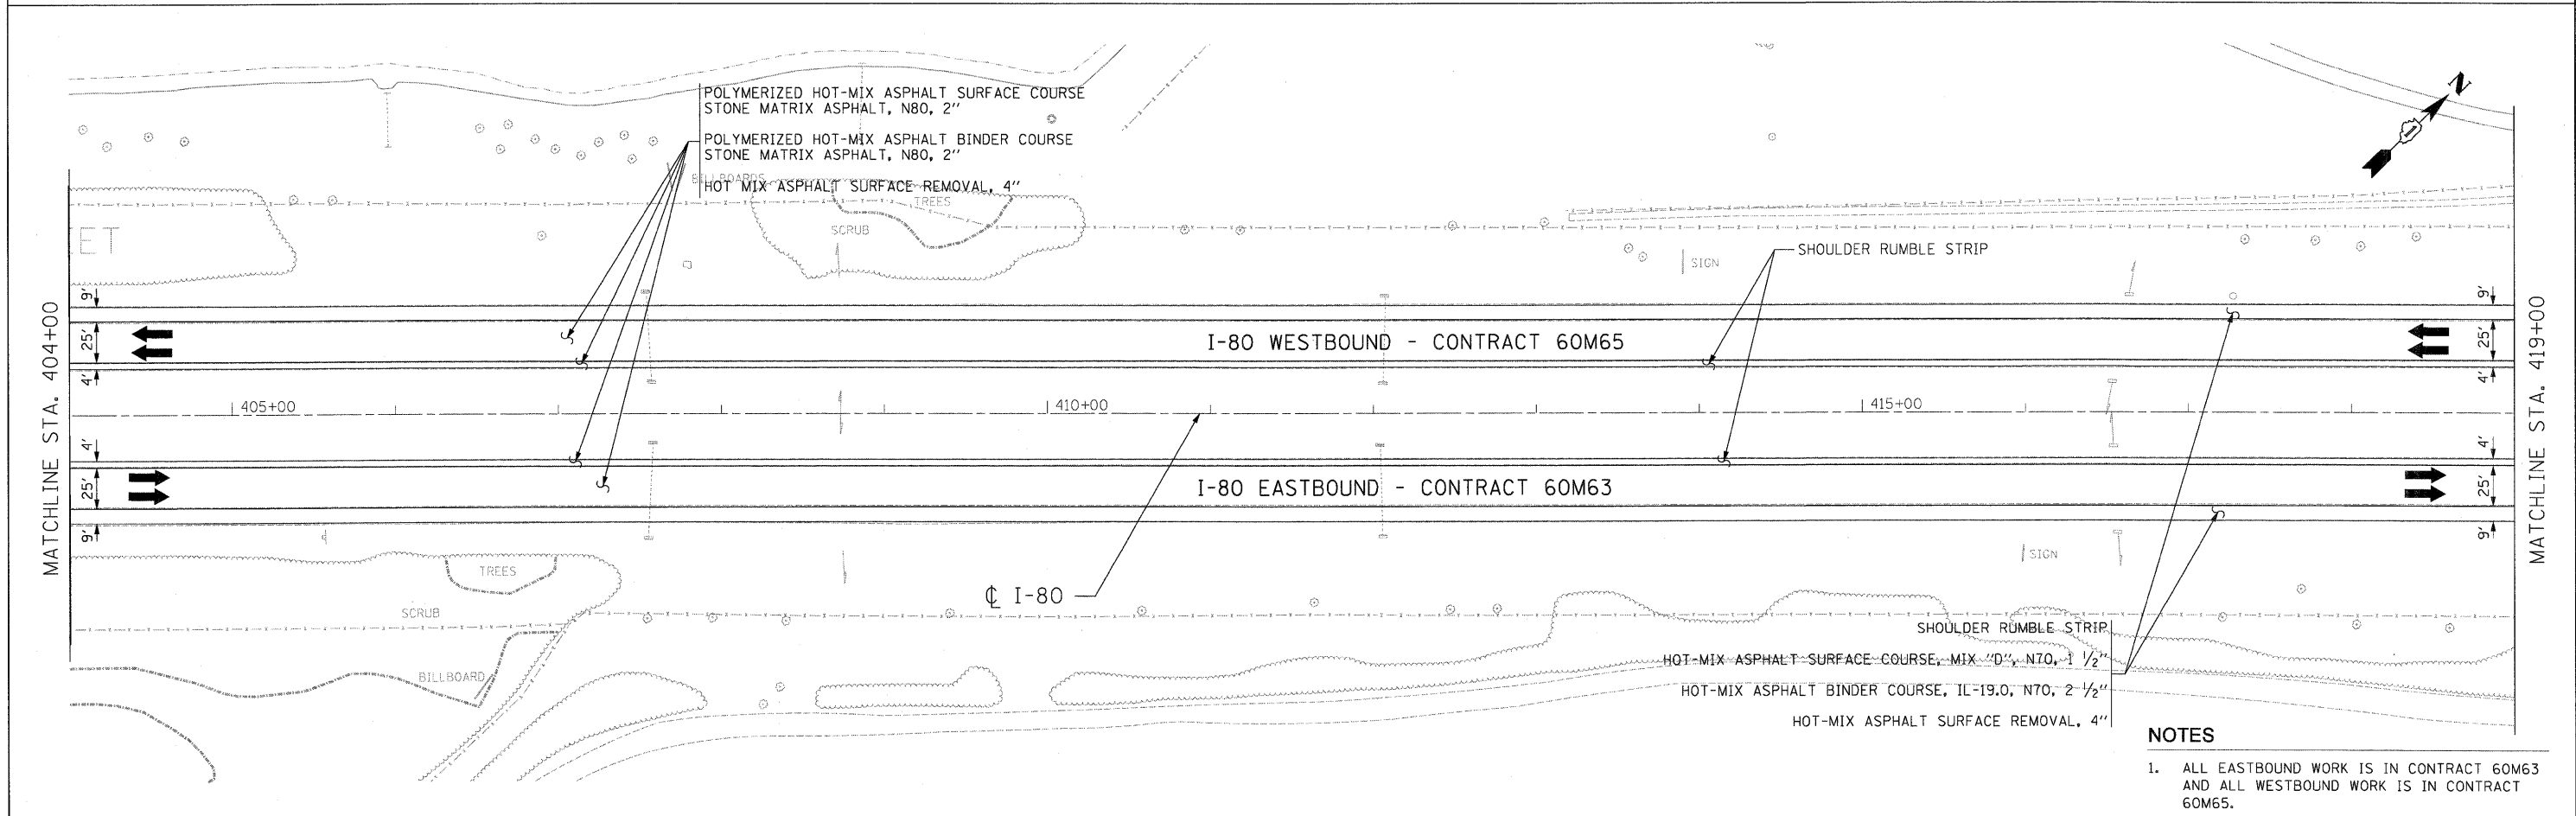 POLYMERIZED HOT-MIX ASPHALT SURFACE COURSE
STONE MATRIX ASPHALT, N80, 2"
POLYMERIZED HOT-MIX ASPHALT BINDER COURSE
STONE MATRIX ASPHALT, N80, 2"
BILLBOARDS
HOT MIX ASPHALT SURFACE REMOVAL, 4"
N
TREES
SCRUB
ET
SHOULDER RUMBLE STRIP
SIGN
MATCHLINE STA. 404+00
9'
25'
4'
I-80 WESTBOUND - CONTRACT 60M65
9'
25'
4'
MATCHLINE STA. 419+00
405+00
410+00
415+00
4'
25'
9'
I-80 EASTBOUND - CONTRACT 60M63
4'
25'
9'
SIGN
TREES
SCRUB
BILLBOARD
℄ I-80
SHOULDER RUMBLE STRIP
HOT-MIX ASPHALT SURFACE COURSE, MIX "D", N70, 1 1/2"
HOT-MIX ASPHALT BINDER COURSE, IL-19.0, N70, 2 1/2"
HOT-MIX ASPHALT SURFACE REMOVAL, 4"
NOTES
1. ALL EASTBOUND WORK IS IN CONTRACT 60M63
AND ALL WESTBOUND WORK IS IN CONTRACT
60M65.